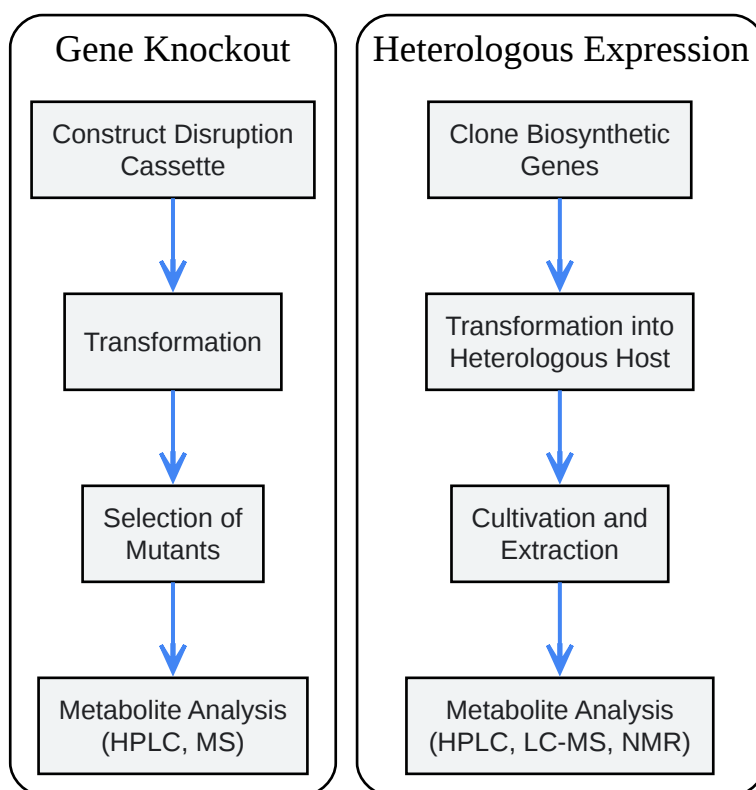 Gene Knockout
Construct Disruption
Cassette
Transformation
Selection of
Mutants
Metabolite Analysis
(HPLC, MS)
Heterologous Expression
Clone Biosynthetic
Genes
Transformation into
Heterologous Host
Cultivation and
Extraction
Metabolite Analysis
(HPLC, LC-MS, NMR)